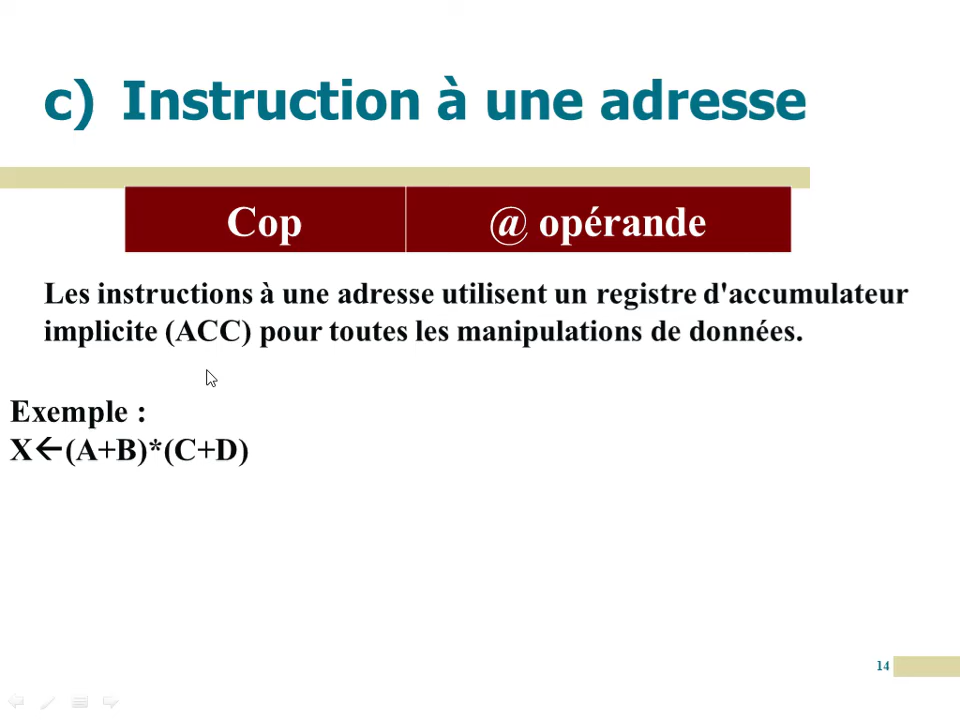 c) Instruction à une adresse
Cop
@ opérande
Les instructions à une adresse utilisent un registre d'accumulateur
implicite (ACC) pour toutes les manipulations de données.
Exemple :
X←(A+B)*(C+D)
14